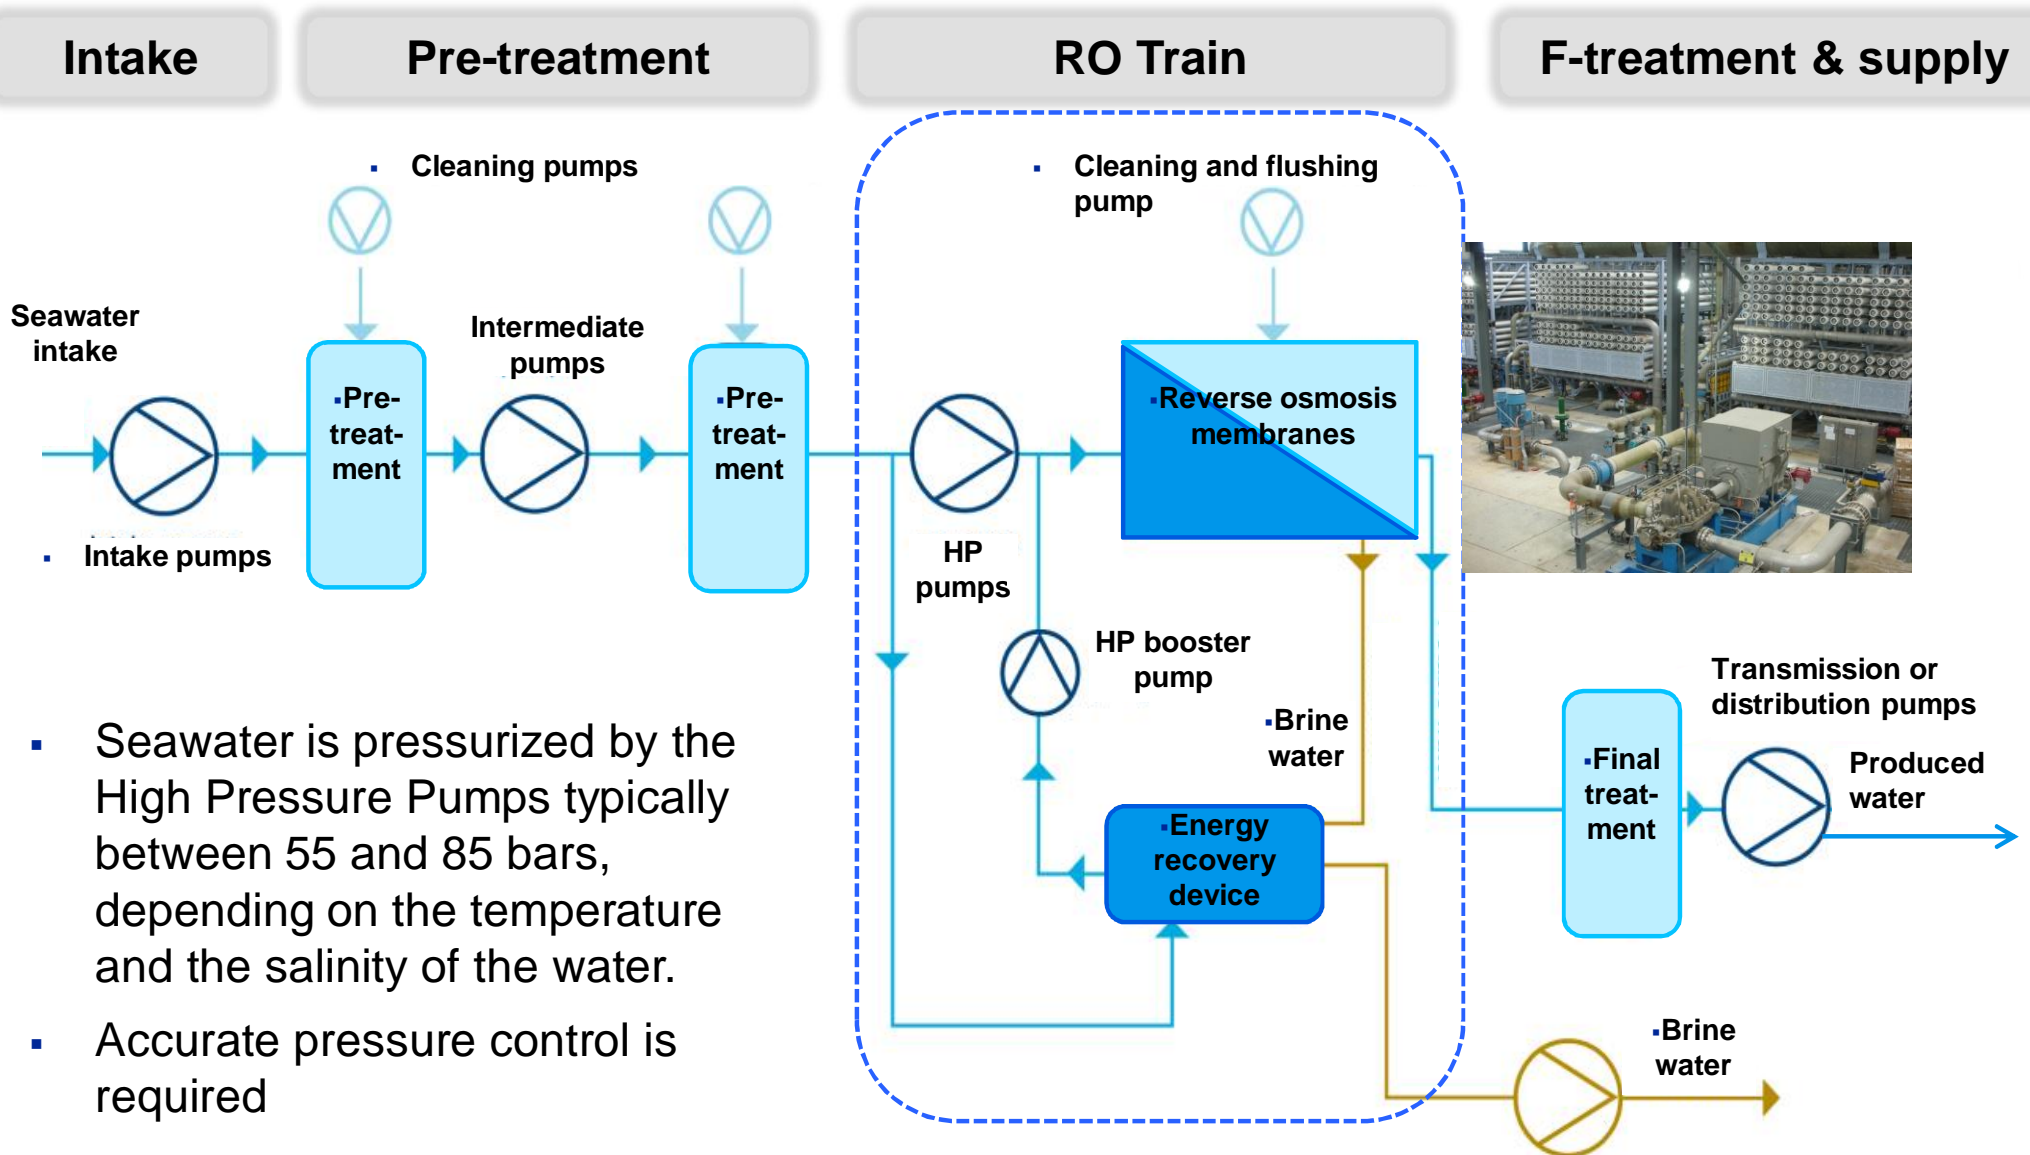 Intake
Pre-treatment
RO Train
F-treatment & supply
▪ Cleaning pumps
▪ Cleaning and flushing
pump
Seawater
intake
Intermediate
pumps
▪Pre-
treat-
ment
▪Pre-
treat-
ment
▪Reverse osmosis
membranes
▪ Intake pumps
HP
pumps
HP booster
pump
▪Brine
water
Transmission or
distribution pumps
▪Final
treat-
ment
Produced
water
▪Energy
recovery
device
▪ Seawater is pressurized by the
High Pressure Pumps typically
between 55 and 85 bars,
depending on the temperature
and the salinity of the water.
▪ Accurate pressure control is
required
▪Brine
water